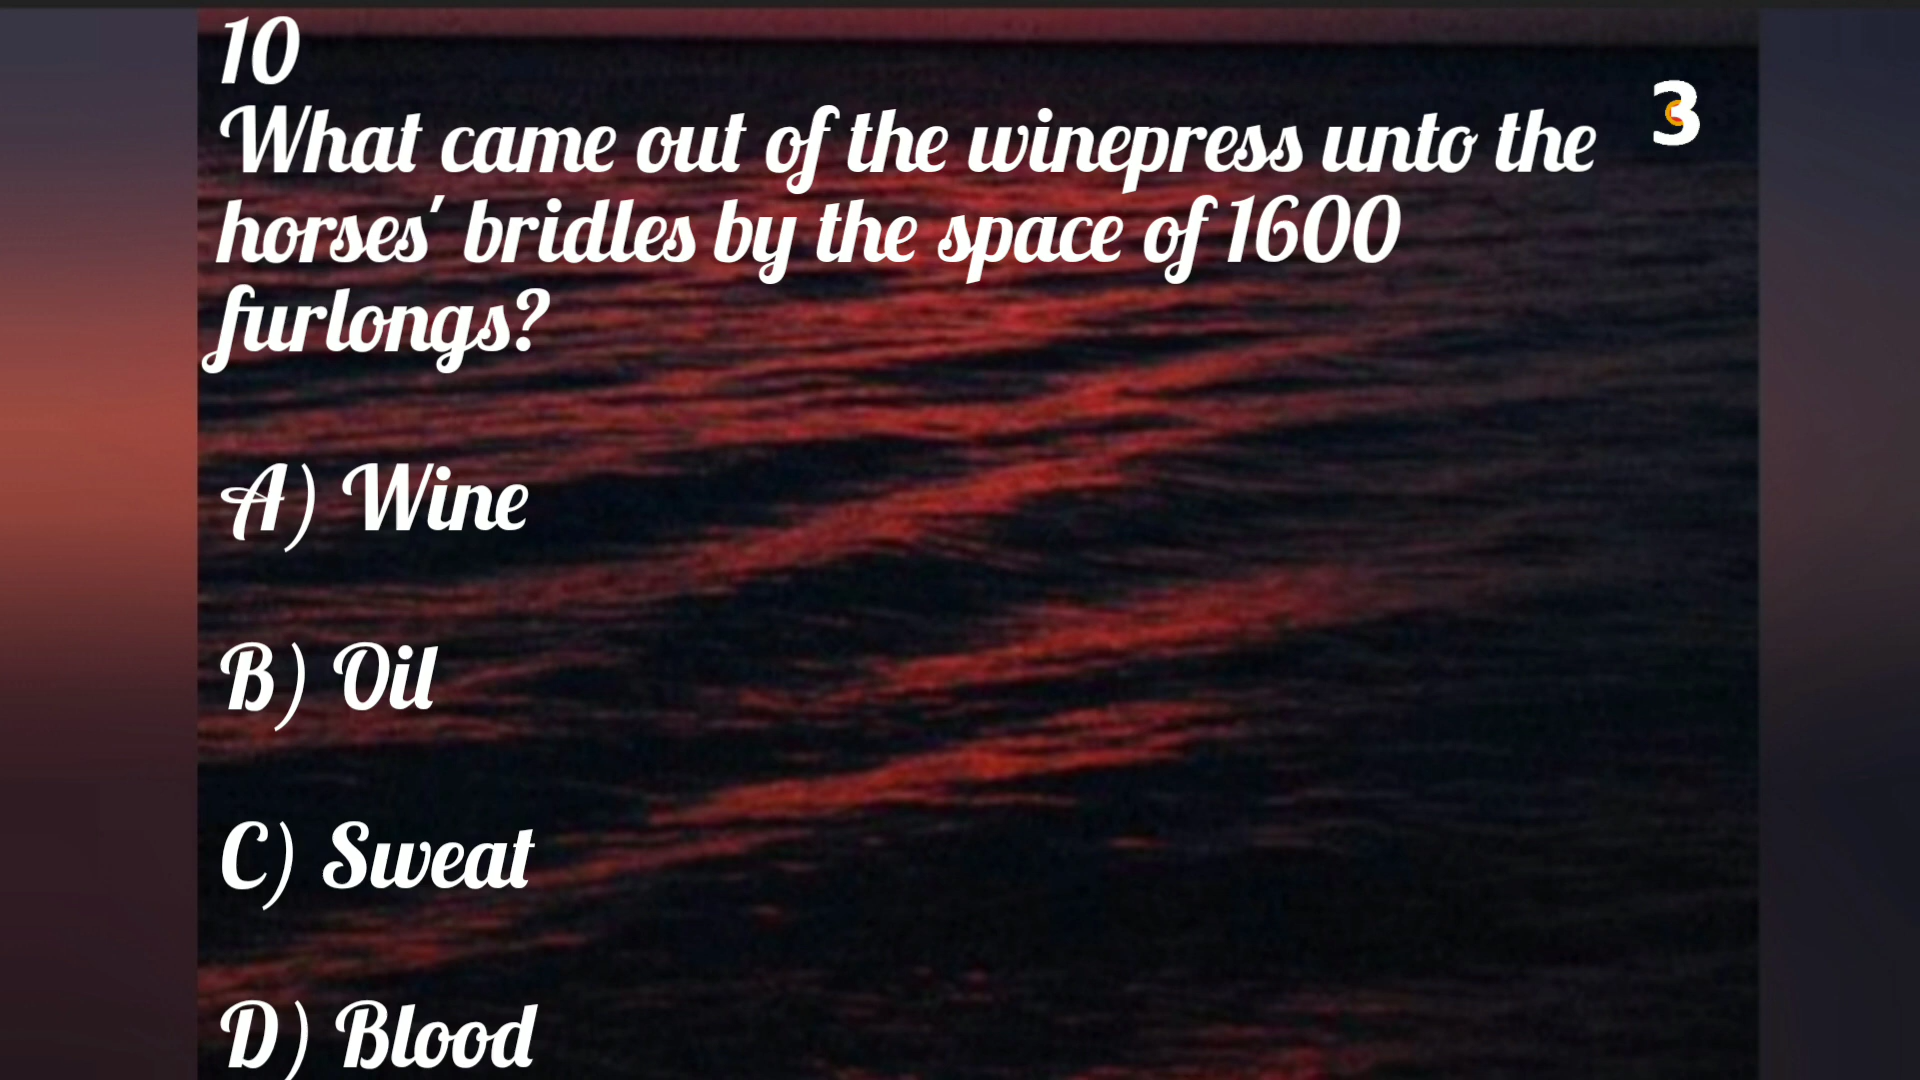 10
3
What came out of the winepress unto the
horses' bridles by the space of 1600
furlongs?
A) Wine
B) Oil
C) Sweat
D) Blood